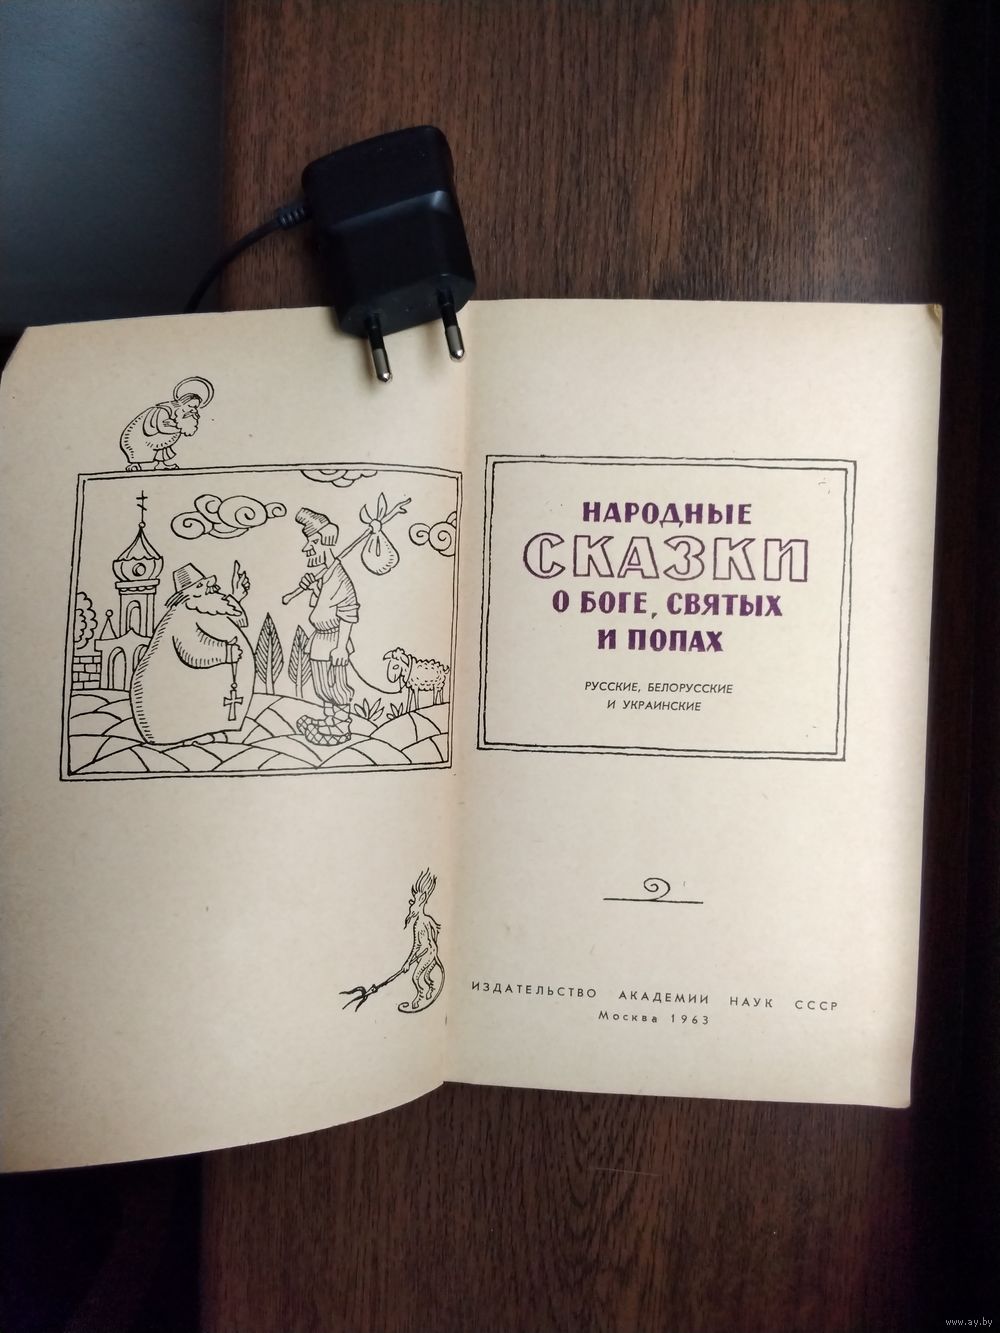 НАРОДНЫЕ
СКАЗКИ
О БОГЕ, СВЯТЫХ
И ПОПАХ
РУССКИЕ, БЕЛОРУССКИЕ
И УКРАИНСКИЕ
ИЗДАТЕЛЬСТВО АКАДЕМИИ НАУК СССР
Москва 1963
www.ay.by